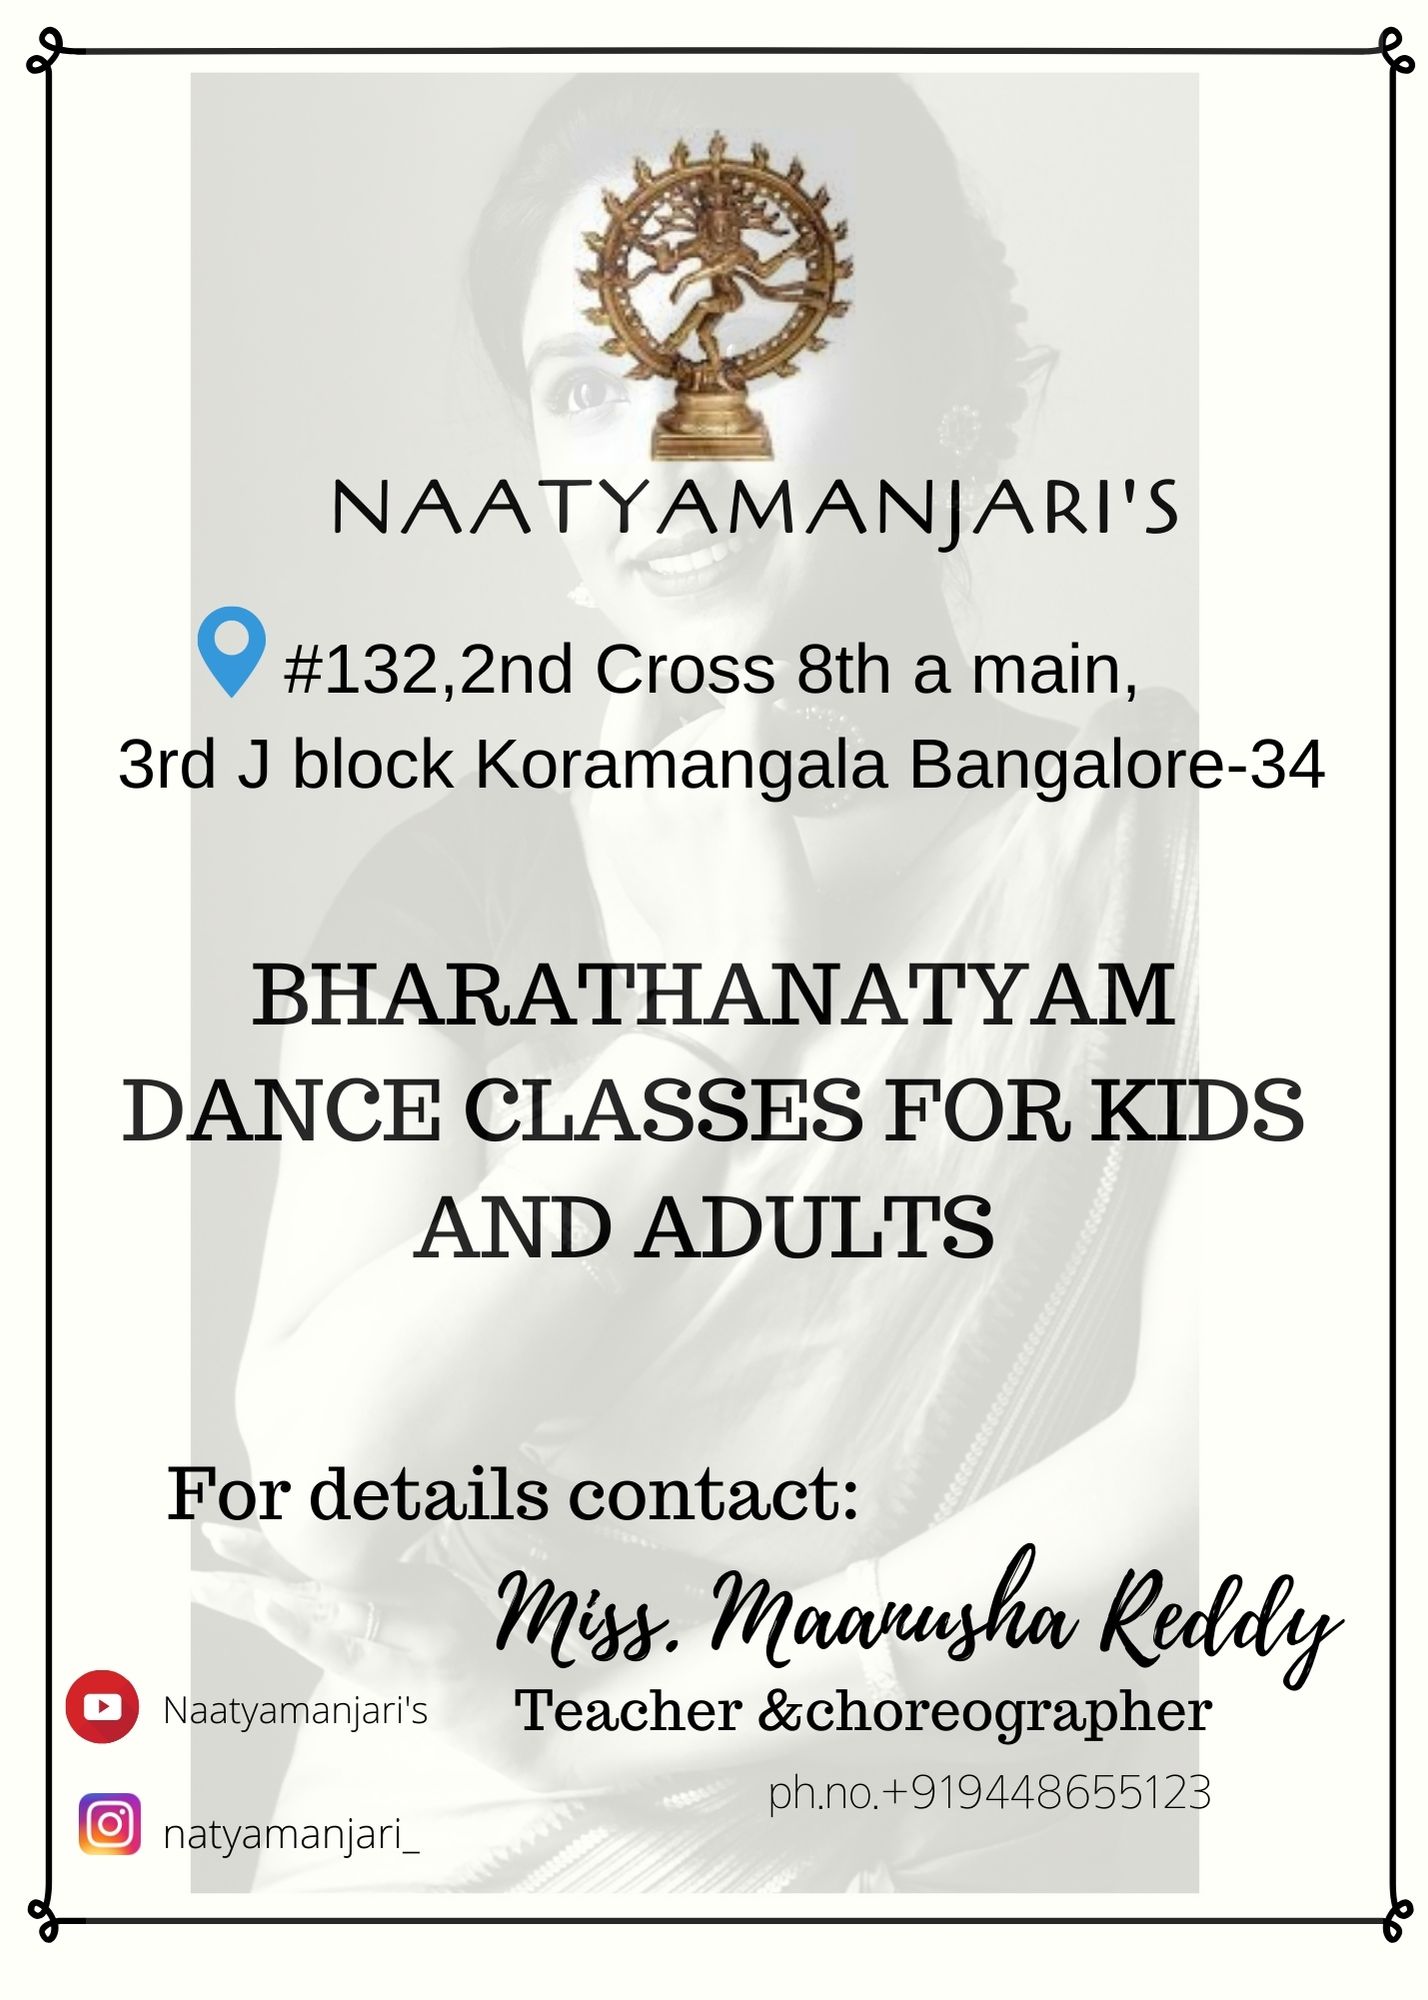 NAATYAMANJARI'S
#132,2nd Cross 8th a main,
3rd J block Koramangala Bangalore-34
BHARATHANATYAM
DANCE CLASSES FOR KIDS
AND ADULTS
For details contact:
Miss. Maanusha Reddy
Teacher &choreographer
ph.no.+919448655123
Naatyamanjari's
natyamanjari_